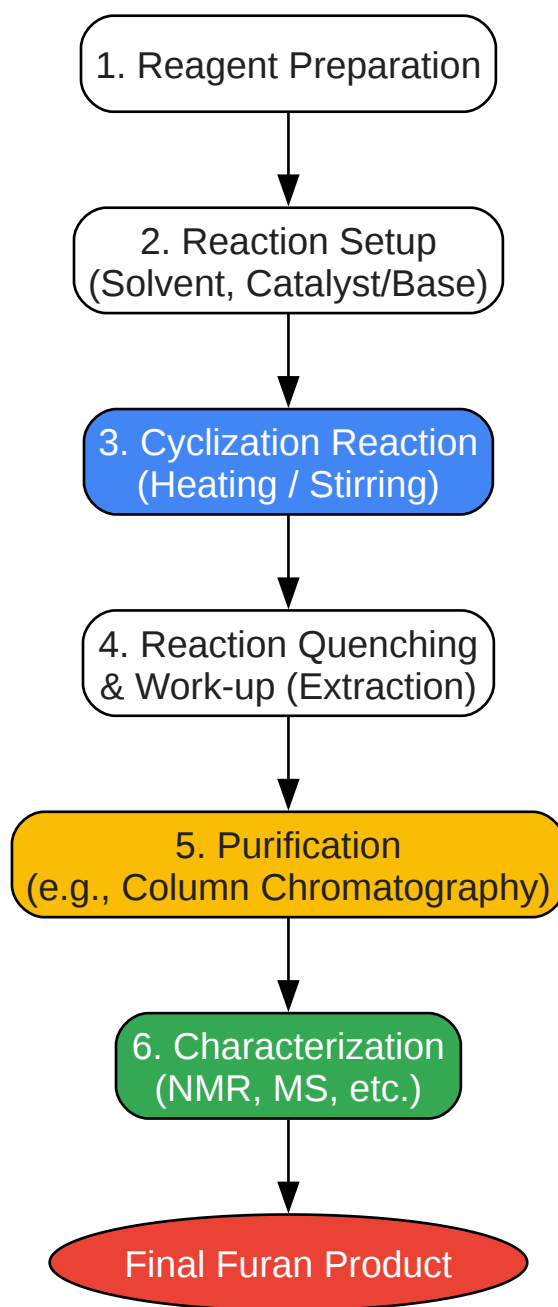 1. Reagent Preparation
2. Reaction Setup
(Solvent, Catalyst/Base)
3. Cyclization Reaction
(Heating / Stirring)
4. Reaction Quenching
& Work-up (Extraction)
5. Purification
(e.g., Column Chromatography)
6. Characterization
(NMR, MS, etc.)
Final Furan Product